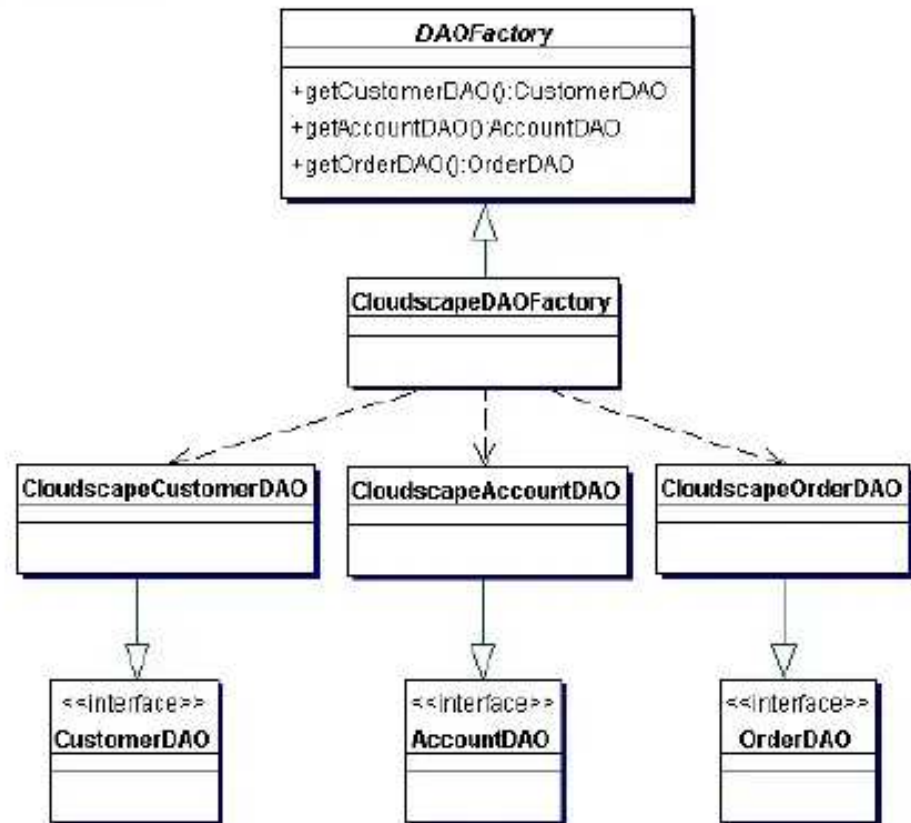 DAOFactory
+getCustomerDAO():CustomerDAO
+getAccountDAO():AccountDAO
+getOrderDAO():OrderDAO
CloudscapeDAOFactory
CloudscapeCustomerDAO
CloudscapeAccountDAO
CloudscapeOrderDAO
<<interface>>
CustomerDAO
<<interface>>
AccountDAO
<<interface>>
OrderDAO